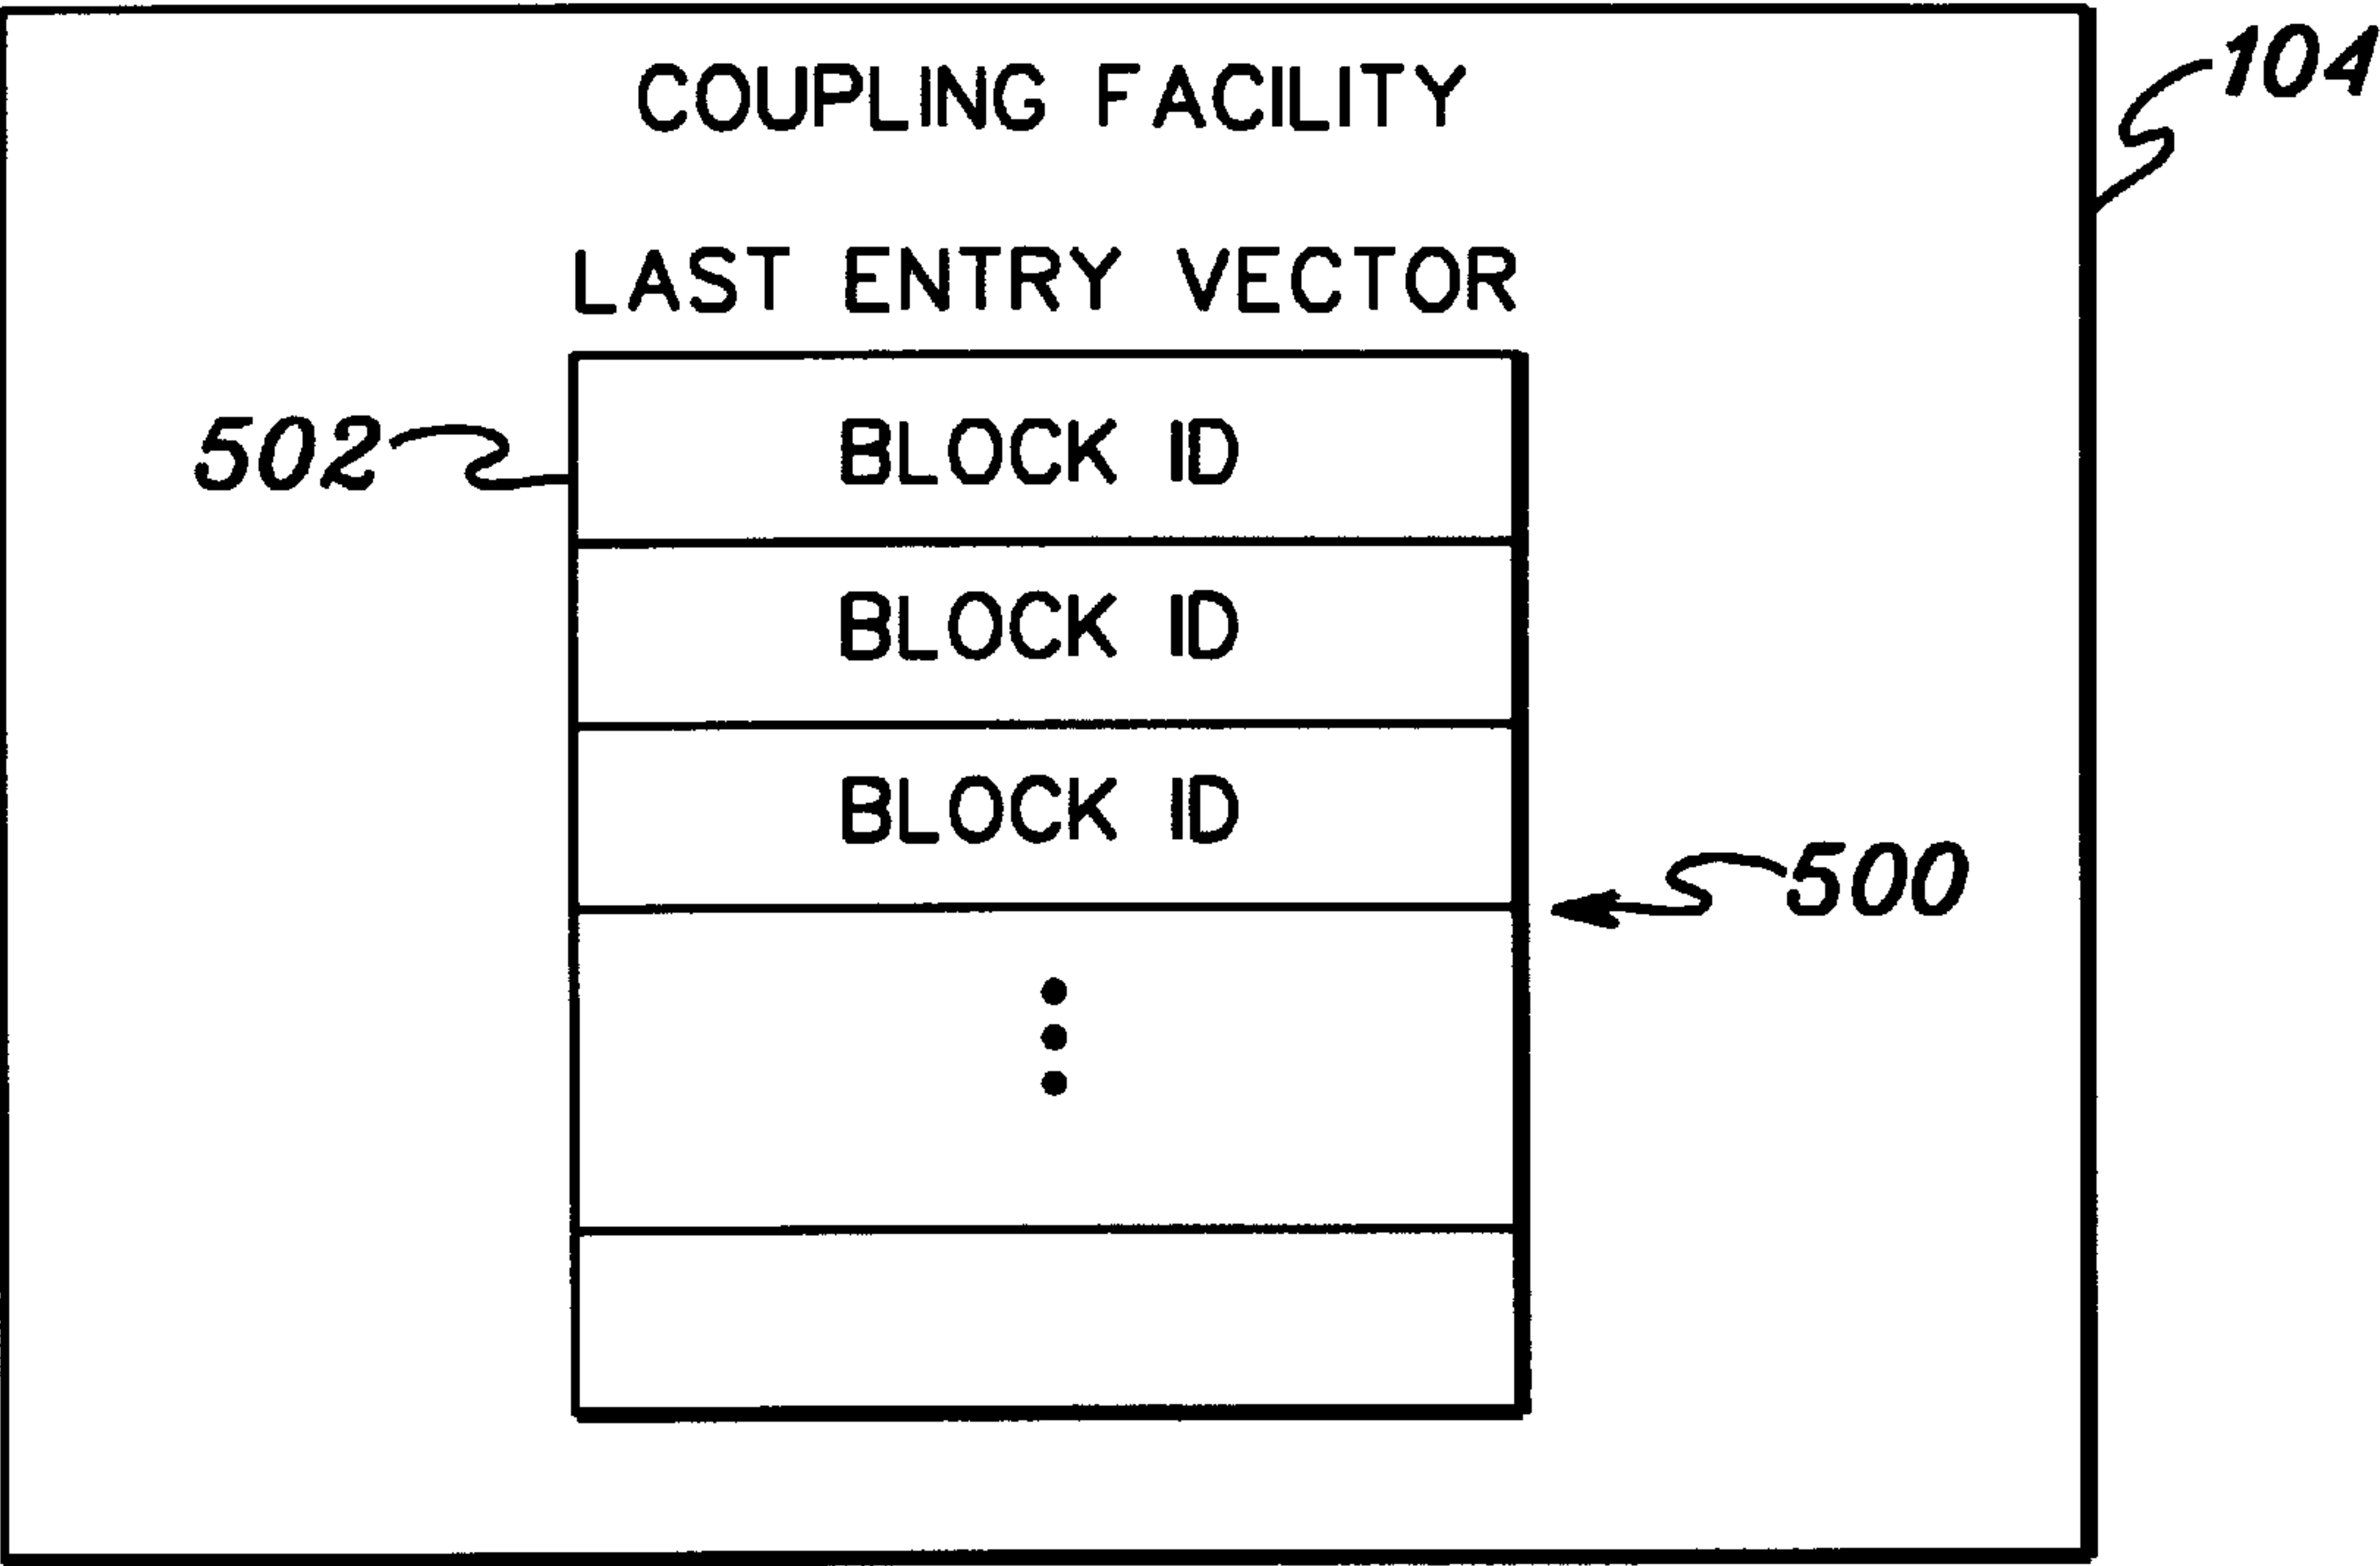 COUPLING FACILITY
104
LAST ENTRY VECTOR
502
BLOCK ID
BLOCK ID
BLOCK ID
500